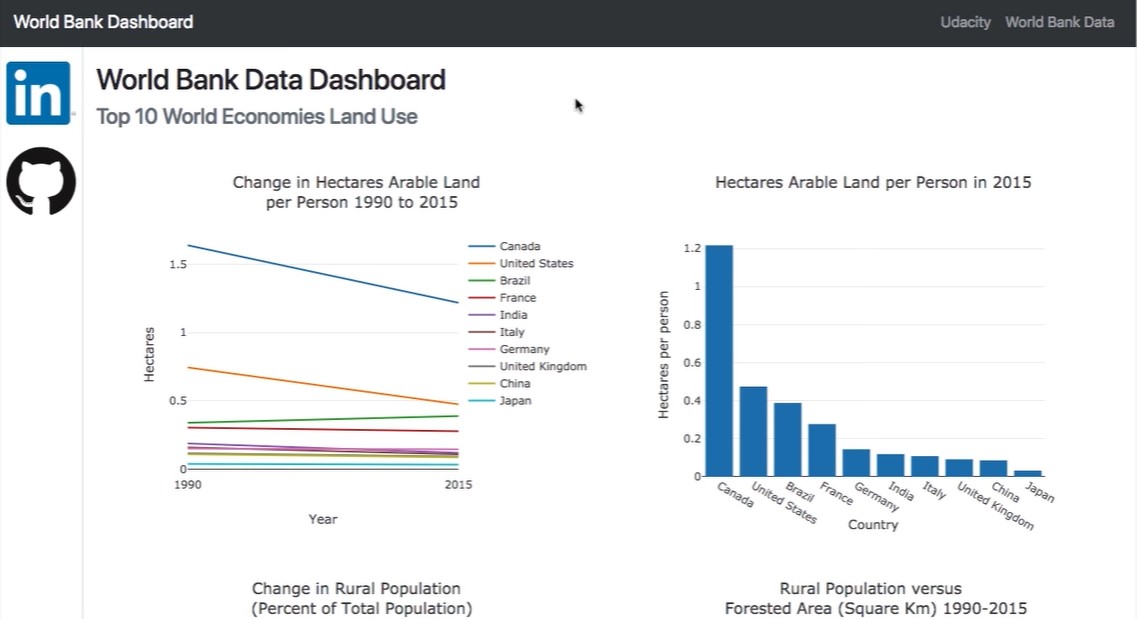 World Bank Dashboard
Udacity World Bank Data
in
World Bank Data Dashboard
Top 10 World Economies Land Use
Change in Hectares Arable Land
per Person 1990 to 2015
Hectares
1.5
1
0.5
0
1990
2015
Year
Canada
United States
Brazil
France
India
Italy
Germany
United Kingdom
China
Japan
Hectares Arable Land per Person in 2015
Hectares per person
1.2
1
0.8
0.6
0.4
0.2
0
Canada
United States
Brazil
France
Germany
India
Italy
United Kingdom
China
Japan
Country
Change in Rural Population
(Percent of Total Population)
Rural Population versus
Forested Area (Square Km) 1990-2015